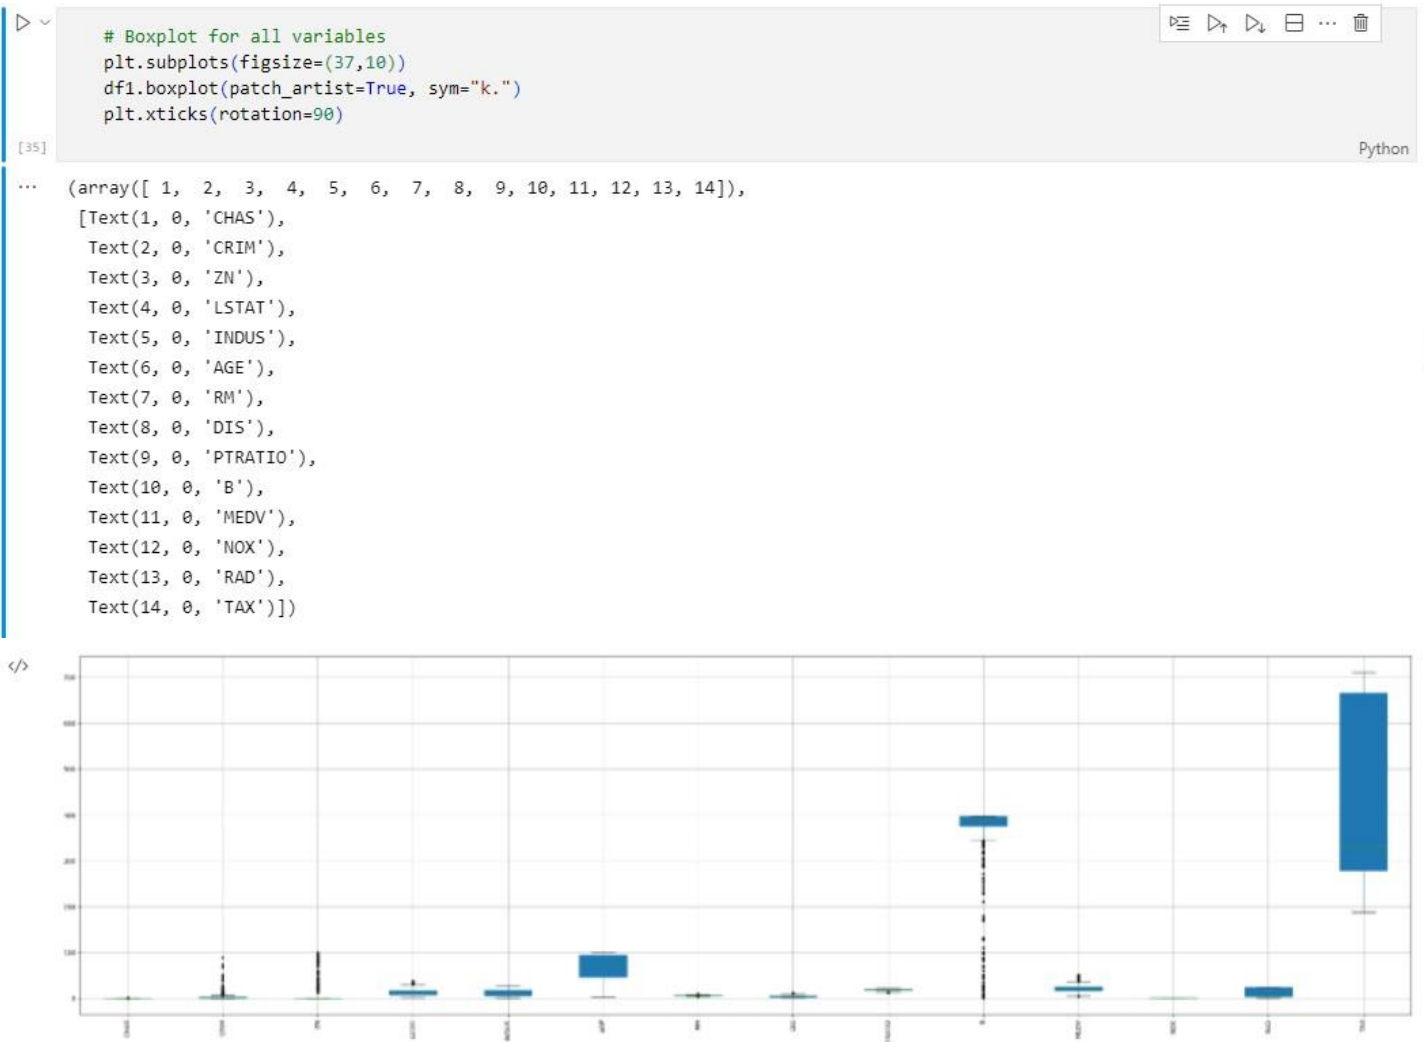 # Boxplot for all variables
plt.subplots(figsize=(37,10))
df1.boxplot(patch_artist=True, sym="k.")
plt.xticks(rotation=90)
[35]
Python
... (array([ 1, 2, 3, 4, 5, 6, 7, 8, 9, 10, 11, 12, 13, 14]),
[Text(1, 0, 'CHAS'),
Text(2, 0, 'CRIM'),
Text(3, 0, 'ZN'),
Text(4, 0, 'LSTAT'),
Text(5, 0, 'INDUS'),
Text(6, 0, 'AGE'),
Text(7, 0, 'RM'),
Text(8, 0, 'DIS'),
Text(9, 0, 'PTRATIO'),
Text(10, 0, 'B'),
Text(11, 0, 'MEDV'),
Text(12, 0, 'NOX'),
Text(13, 0, 'RAD'),
Text(14, 0, 'TAX')])